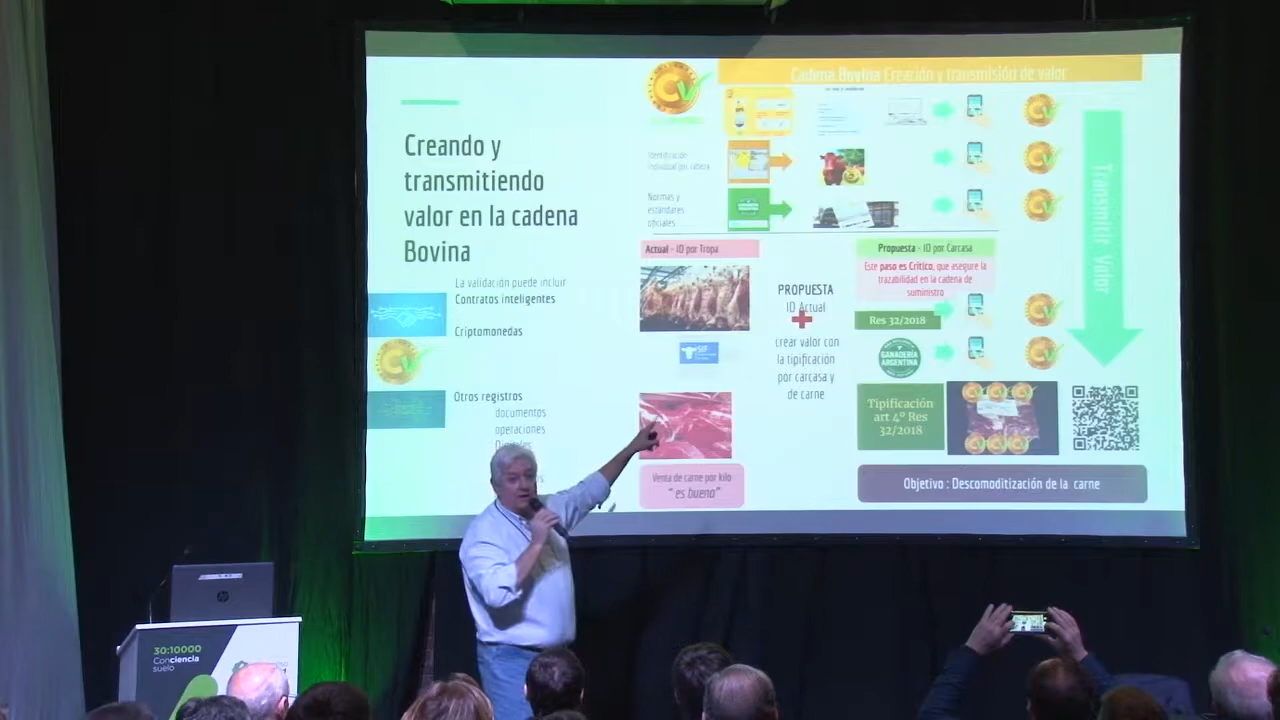 Creando y
transmitiendo
valor en la cadena
Bovina
La validación puede incluir
Contratos inteligentes
Criptomonedas
Otros registros
documentos
operaciones
Cadena Bovina Creación y transmisión de valor
CV
Identificación
individual por cabeza
Normas y
estándares
oficiales
Actual - ID por Tropa
PROPUESTA
ID Actual
crear valor con
la tipificación
por carcasa y
de carne
Venta de carne por kilo
" es bueno"
Propuesta - ID por Carcasa
Este paso es Crítico, que asegure la
trazabilidad en la cadena de
suministro
Res 32/2018
GANADERÍA
ARGENTINA
Tipificación
art 4º Res
32/2018
Objetivo : Descomoditización de la carne
Transmitir Valor
hp
30:10000
Conciencia
suelo